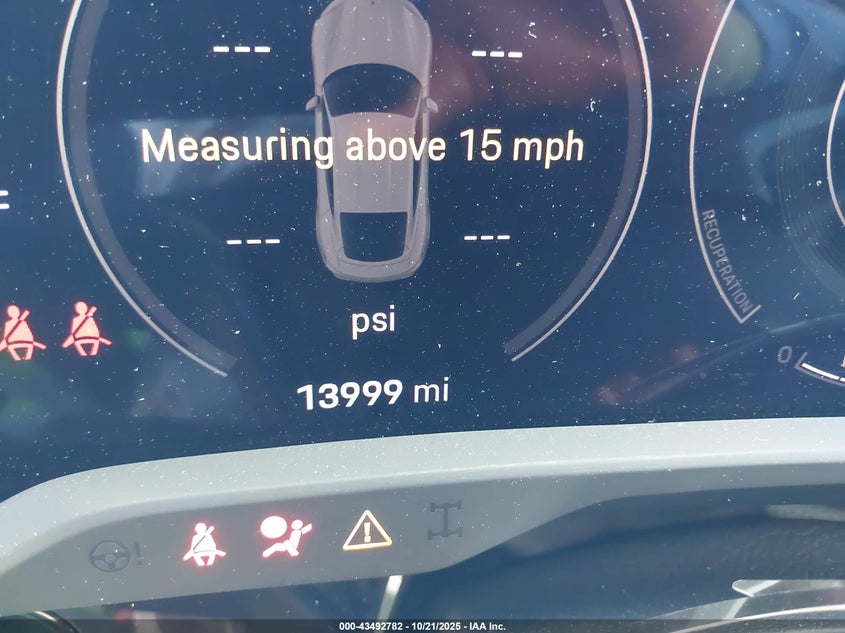 --- ---
Measuring above 15 mph
--- ---
psi
13999 mi
RECUPERATION
0
!
!
000-43492782 - 10/21/2025 - IAA Inc.